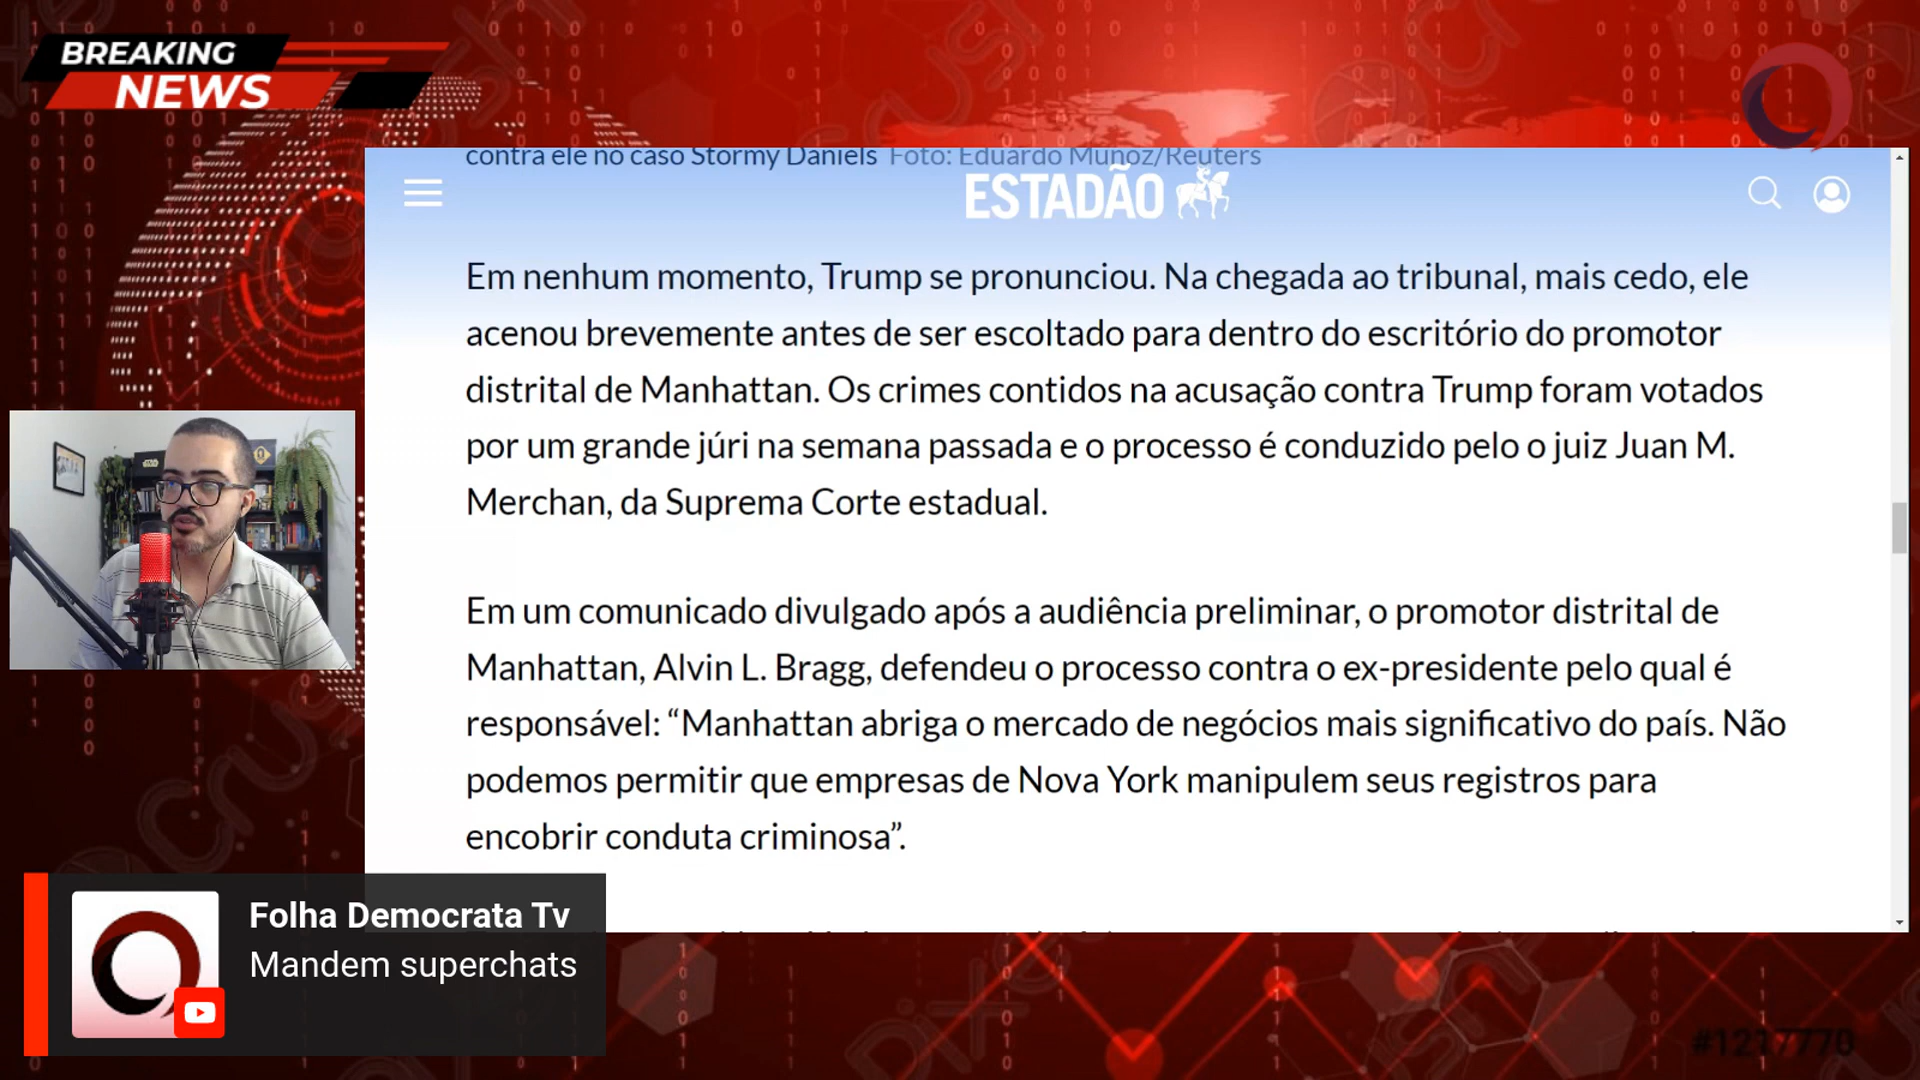 BREAKING
NEWS
contra ele no caso Stormy Daniels Foto: Eduardo Munoz/Reuters
ESTADÃO
Em nenhum momento, Trump se pronunciou. Na chegada ao tribunal, mais cedo, ele
acenou brevemente antes de ser escoltado para dentro do escritório do promotor
distrital de Manhattan. Os crimes contidos na acusação contra Trump foram votados
por um grande júri na semana passada e o processo é conduzido pelo o juiz Juan M.
Merchan, da Suprema Corte estadual.
Em um comunicado divulgado após a audiência preliminar, o promotor distrital de
Manhattan, Alvin L. Bragg, defendeu o processo contra o ex-presidente pelo qual é
responsável: “Manhattan abriga o mercado de negócios mais significativo do país. Não
podemos permitir que empresas de Nova York manipulem seus registros para
encobrir conduta criminosa”.
Folha Democrata Tv
Mandem superchats
#1217770